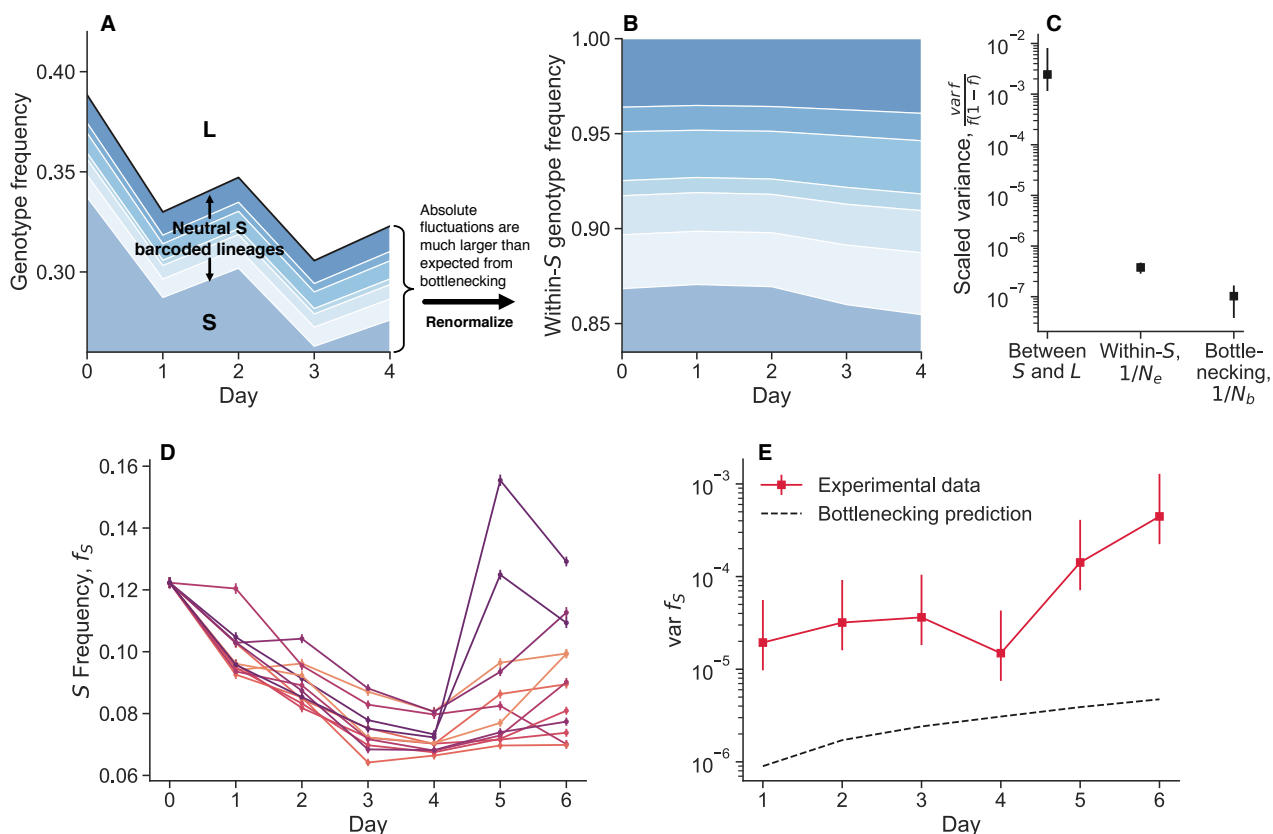 A
Genotype frequency
0.40
0.35
0.30
L
Neutral S
barcoded lineages
S
0
1
2
3
4
Day
Absolute
fluctuations are
much larger than
expected from
bottlenecking
Renormalize
B
Within-S genotype frequency
1.00
0.95
0.90
0.85
0
1
2
3
4
Day
C
Scaled variance, var f / f(1 − f)
10⁻²
10⁻³
10⁻⁴
10⁻⁵
10⁻⁶
10⁻⁷
Between
S and L
Within-S,
1/Nₑ
Bottle-
necking,
1/N_b
D
S Frequency, f_S
0.16
0.14
0.12
0.10
0.08
0.06
0
1
2
3
4
5
6
Day
E
var f_S
10⁻³
10⁻⁴
10⁻⁵
10⁻⁶
Experimental data
Bottlenecking prediction
1
2
3
4
5
6
Day